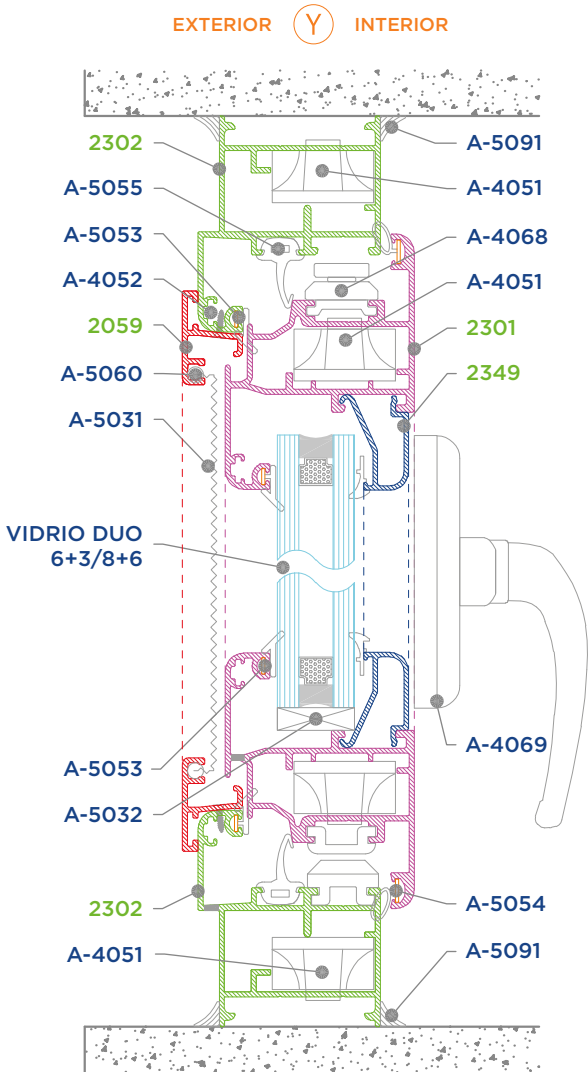 EXTERIOR Y INTERIOR
2302
A-5091
A-5055
A-4051
A-5053
A-4068
A-4052
A-4051
2059
2301
A-5060
2349
A-5031
VIDRIO DUO
6+3/8+6
A-5053
A-4069
A-5032
2302
A-5054
A-4051
A-5091